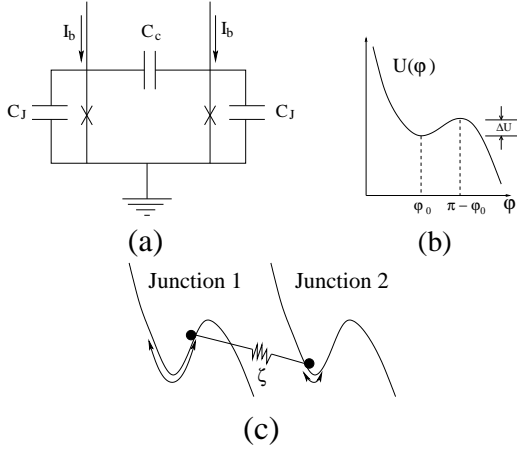 (a)
I_b
C_c
I_b
C_J
C_J
U(φ)
ΔU
φ_0
π − φ_0
φ
(b)
Junction 1
Junction 2
ζ
(c)